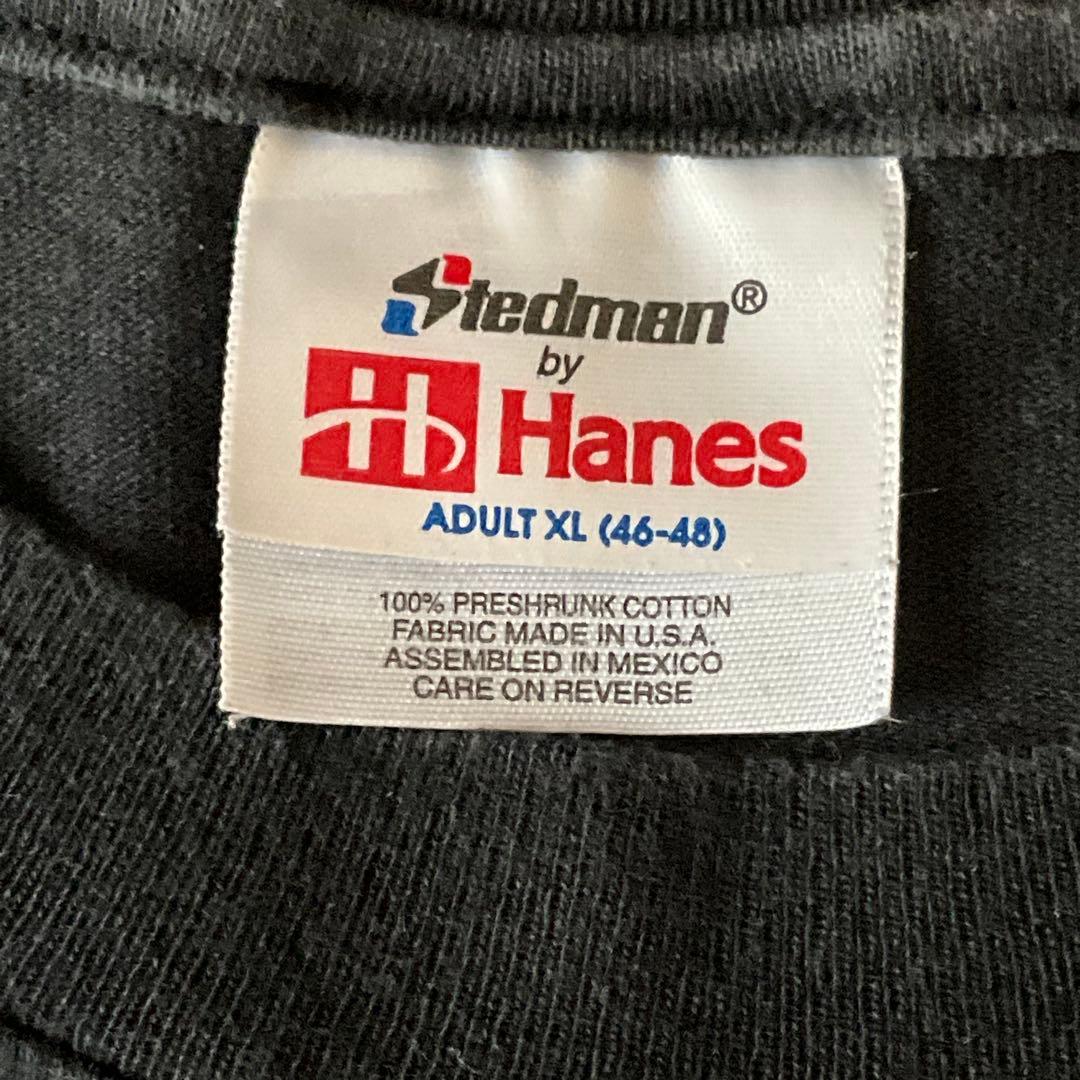 Stedman®
by
H Hanes
ADULT XL (46-48)
100% PRESHRUNK COTTON
FABRIC MADE IN U.S.A.
ASSEMBLED IN MEXICO
CARE ON REVERSE